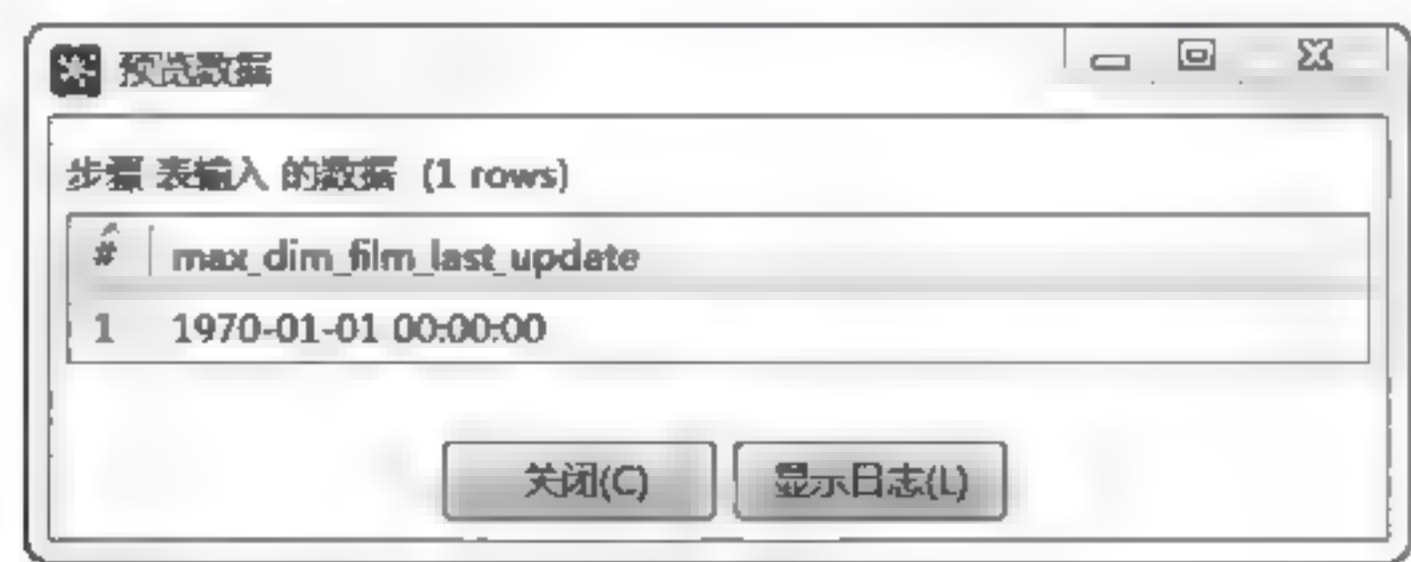 预览数据
步骤 表输入 的数据 (1 rows)
# max_dim_film_last_update
1 1970-01-01 00:00:00
关闭(C) 显示日志(L)